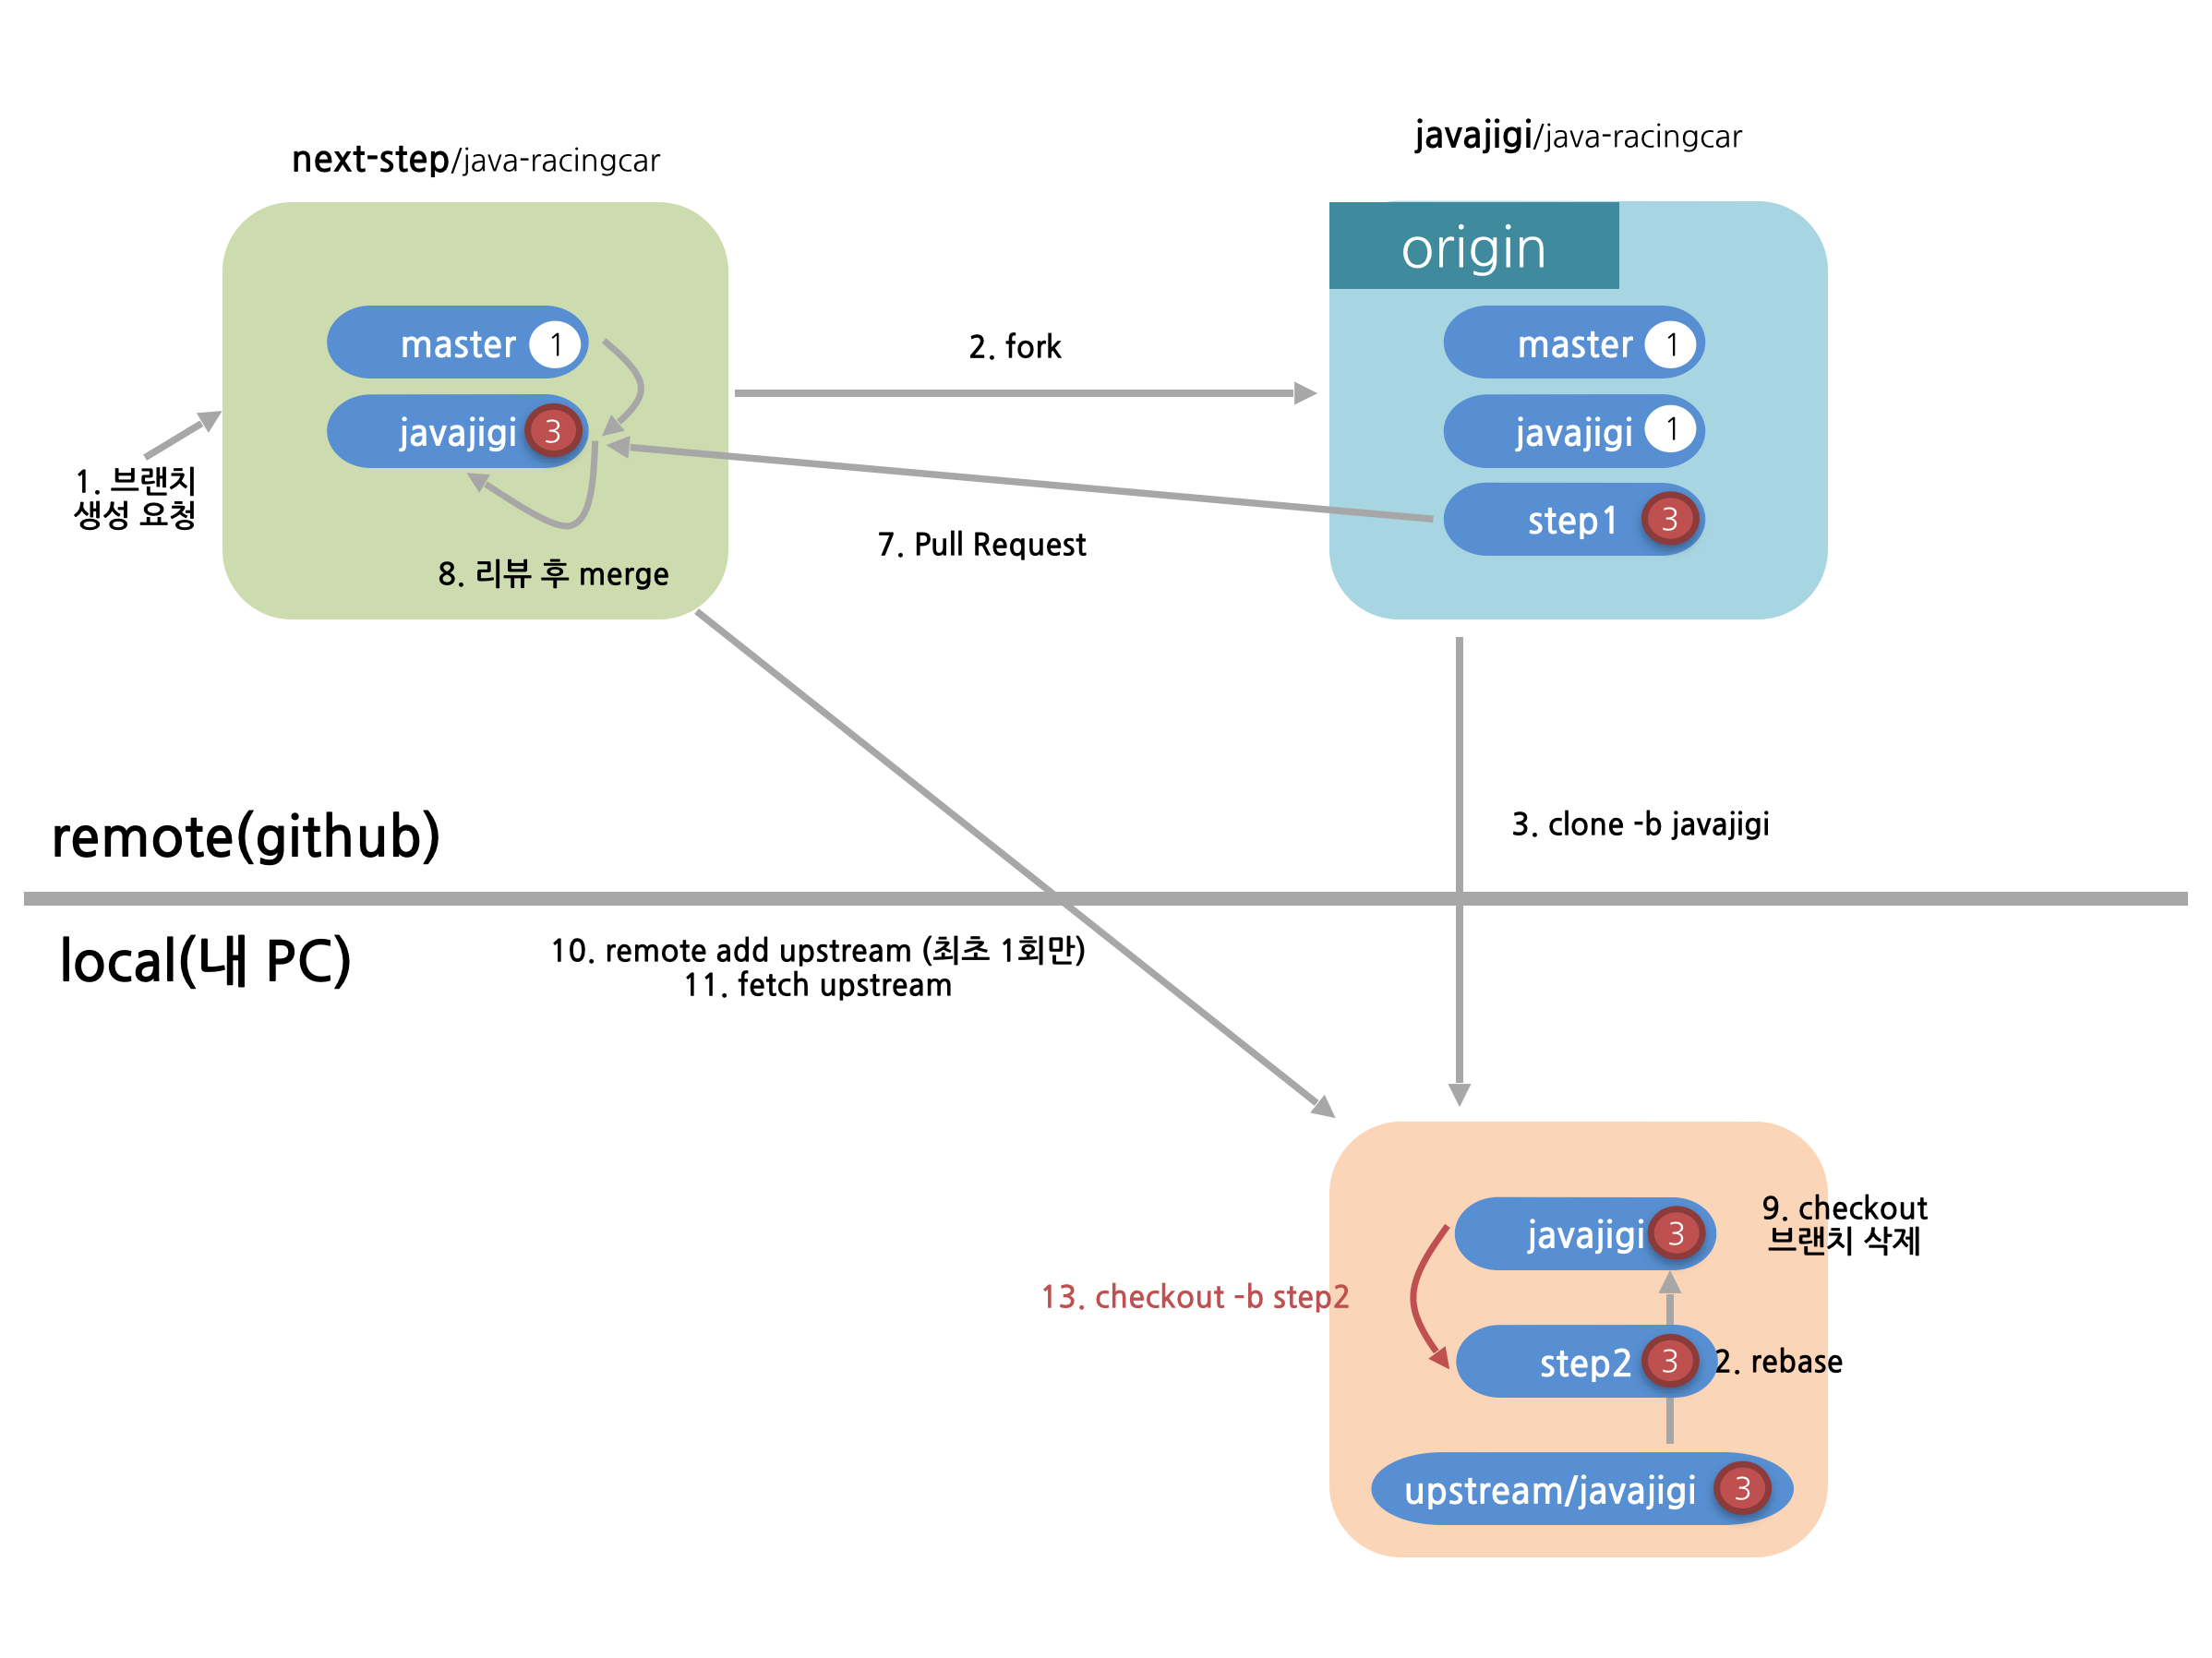 next-step/java-racingcar
javajigi/java-racingcar
origin
master 1
javajigi 3
1. 브랜치
생성 요청
8. 리뷰 후 merge
2. fork
7. Pull Request
master 1
javajigi 1
step1 3
3. clone -b javajigi
remote(github)
local(내 PC)
10. remote add upstream (최초 1회만)
11. fetch upstream
javajigi 3
9. checkout
브랜치 삭제
13. checkout -b step2
step2 3
2. rebase
upstream/javajigi 3